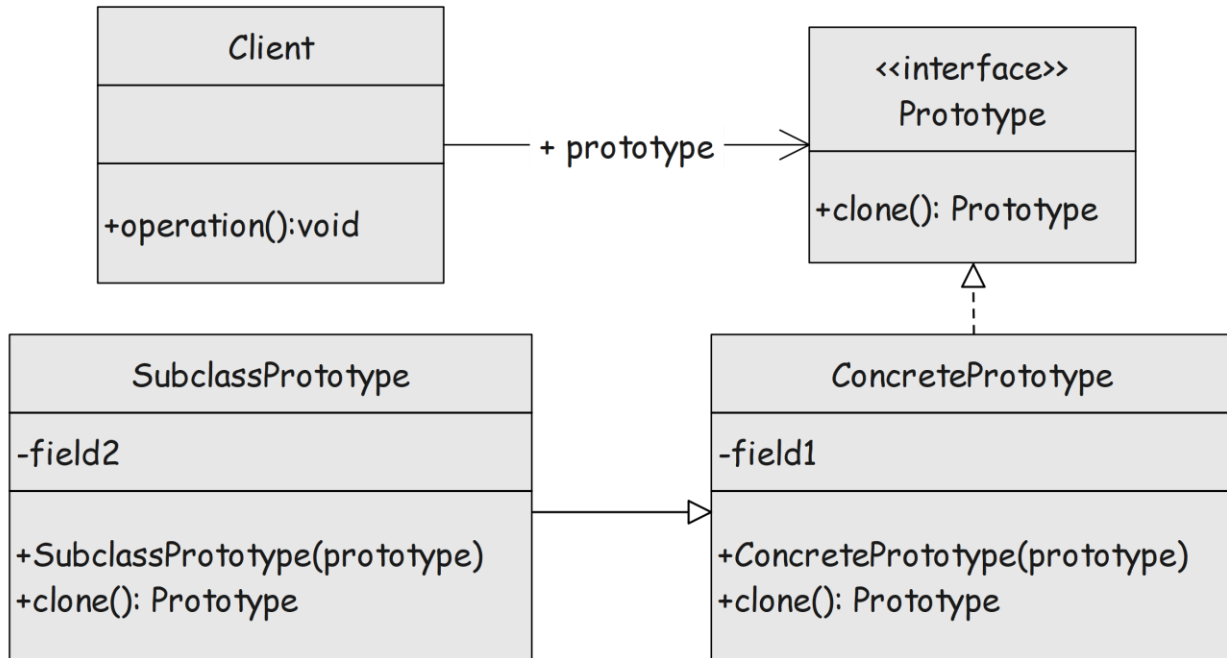 Client
+operation():void
+ prototype
<<interface>>
Prototype
+clone(): Prototype
SubclassPrototype
-field2
+SubclassPrototype(prototype)
+clone(): Prototype
ConcretePrototype
-field1
+ConcretePrototype(prototype)
+clone(): Prototype